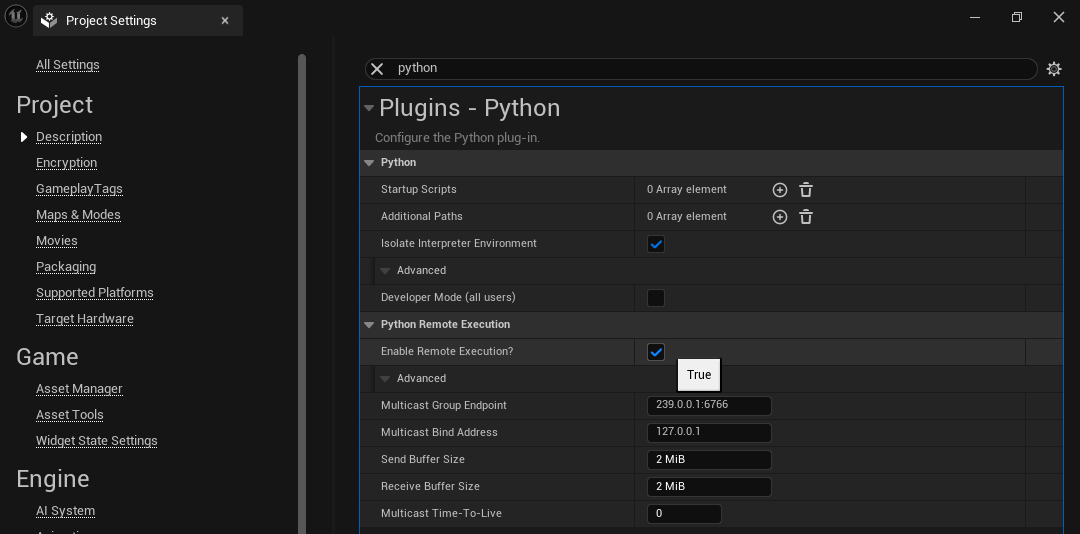 Project Settings
python
All Settings
Project
Description
Encryption
GameplayTags
Maps & Modes
Movies
Packaging
Supported Platforms
Target Hardware
Game
Asset Manager
Asset Tools
Widget State Settings
Engine
AI System
Plugins - Python
Configure the Python plug-in.
Python
Startup Scripts 0 Array element
Additional Paths 0 Array element
Isolate Interpreter Environment
Advanced
Developer Mode (all users)
Python Remote Execution
Enable Remote Execution?
True
Advanced
Multicast Group Endpoint 239.0.0.1:6766
Multicast Bind Address 127.0.0.1
Send Buffer Size 2 MiB
Receive Buffer Size 2 MiB
Multicast Time-To-Live 0